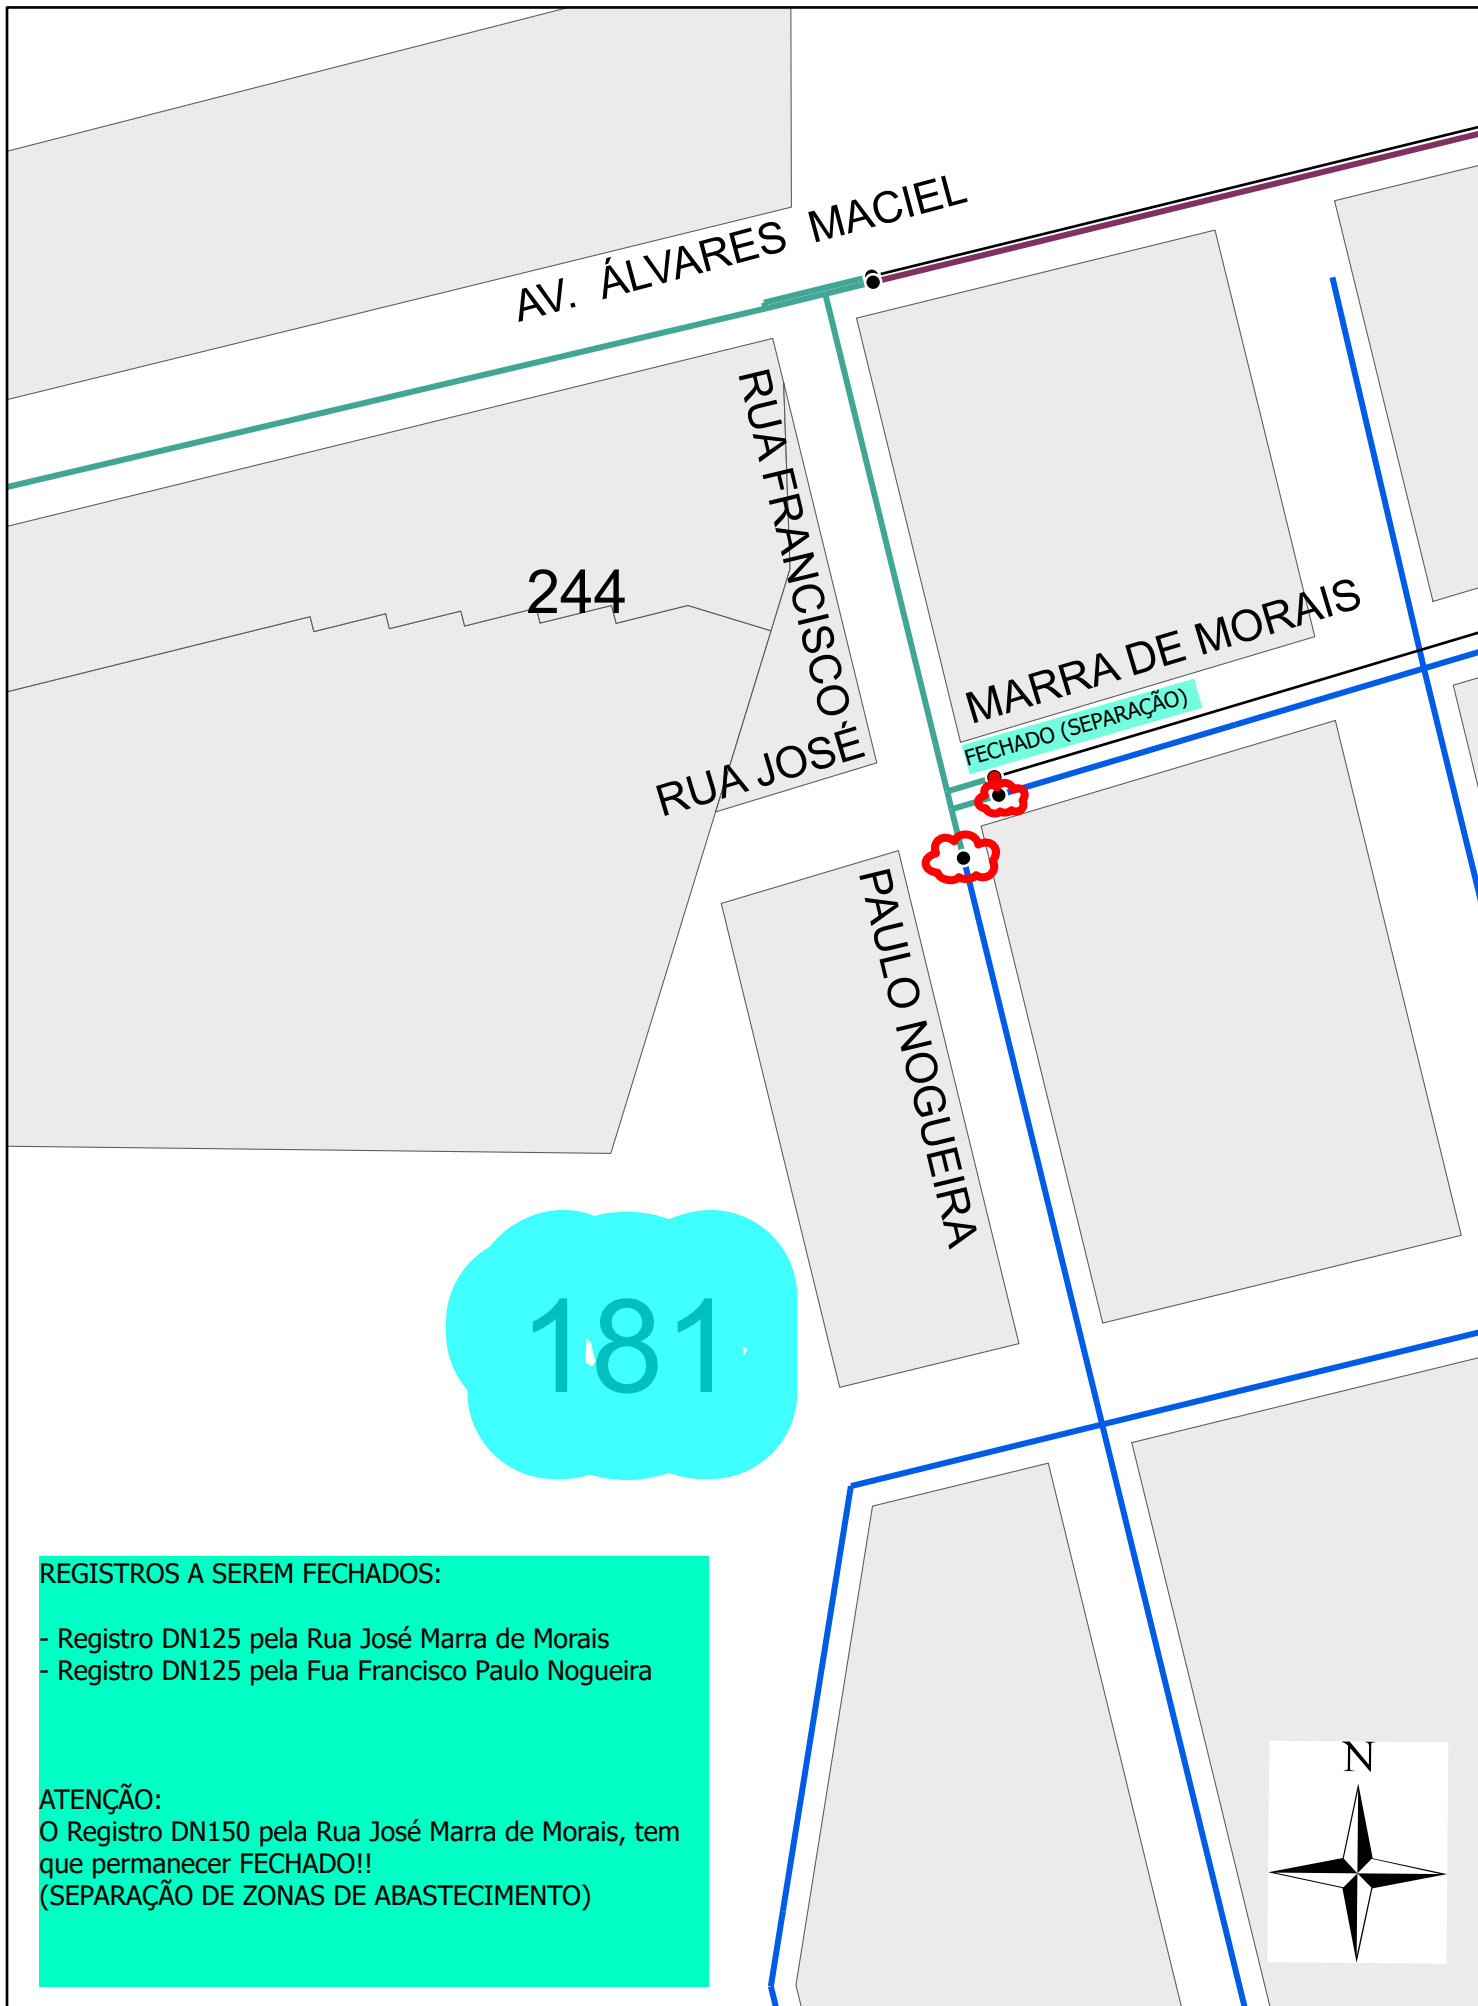 AV. ÁLVARES MACIEL
RUA FRANCISCO
244
MARRA DE MORAIS
FECHADO (SEPARAÇÃO)
RUA JOSÉ
PAULO NOGUEIRA
181
REGISTROS A SEREM FECHADOS:
- Registro DN125 pela Rua José Marra de Morais
- Registro DN125 pela Fua Francisco Paulo Nogueira
ATENÇÃO:
O Registro DN150 pela Rua José Marra de Morais, tem
que permanecer FECHADO!!
(SEPARAÇÃO DE ZONAS DE ABASTECIMENTO)
N